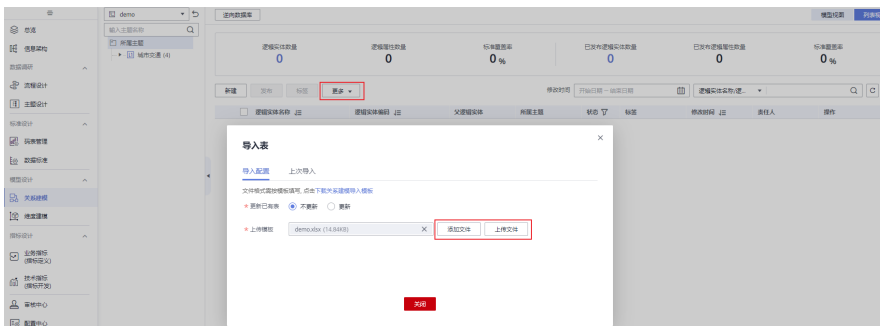 demo
逆向数据库
模型视图
列表视
总览
输入主题名称
信息架构
所属主题
城市交通 (4)
逻辑实体数量
逻辑属性数量
标准覆盖率
已发布逻辑实体数量
已发布逻辑属性数量
标准覆盖率
0
0
0 %
0
0
0 %
数据调研
流程设计
主题设计
新建
发布
标签
更多
修改时间
开始日期 – 结束日期
逻辑实体名称/逻...
逻辑实体名称
逻辑实体编码
父逻辑实体
所属主题
状态
标签
修改时间
责任人
操作
标准设计
码表管理
数据标准
模型设计
关系建模
维度建模
指标设计
业务指标
(指标定义)
技术指标
(指标开发)
审核中心
配置中心
导入表
导入配置
上次导入
文件格式需按模板填写, 点击下载关系建模导入模板
* 更新已有表
不更新
更新
* 上传模板
demo.xlsx (14.84KB)
添加文件
上传文件
关闭